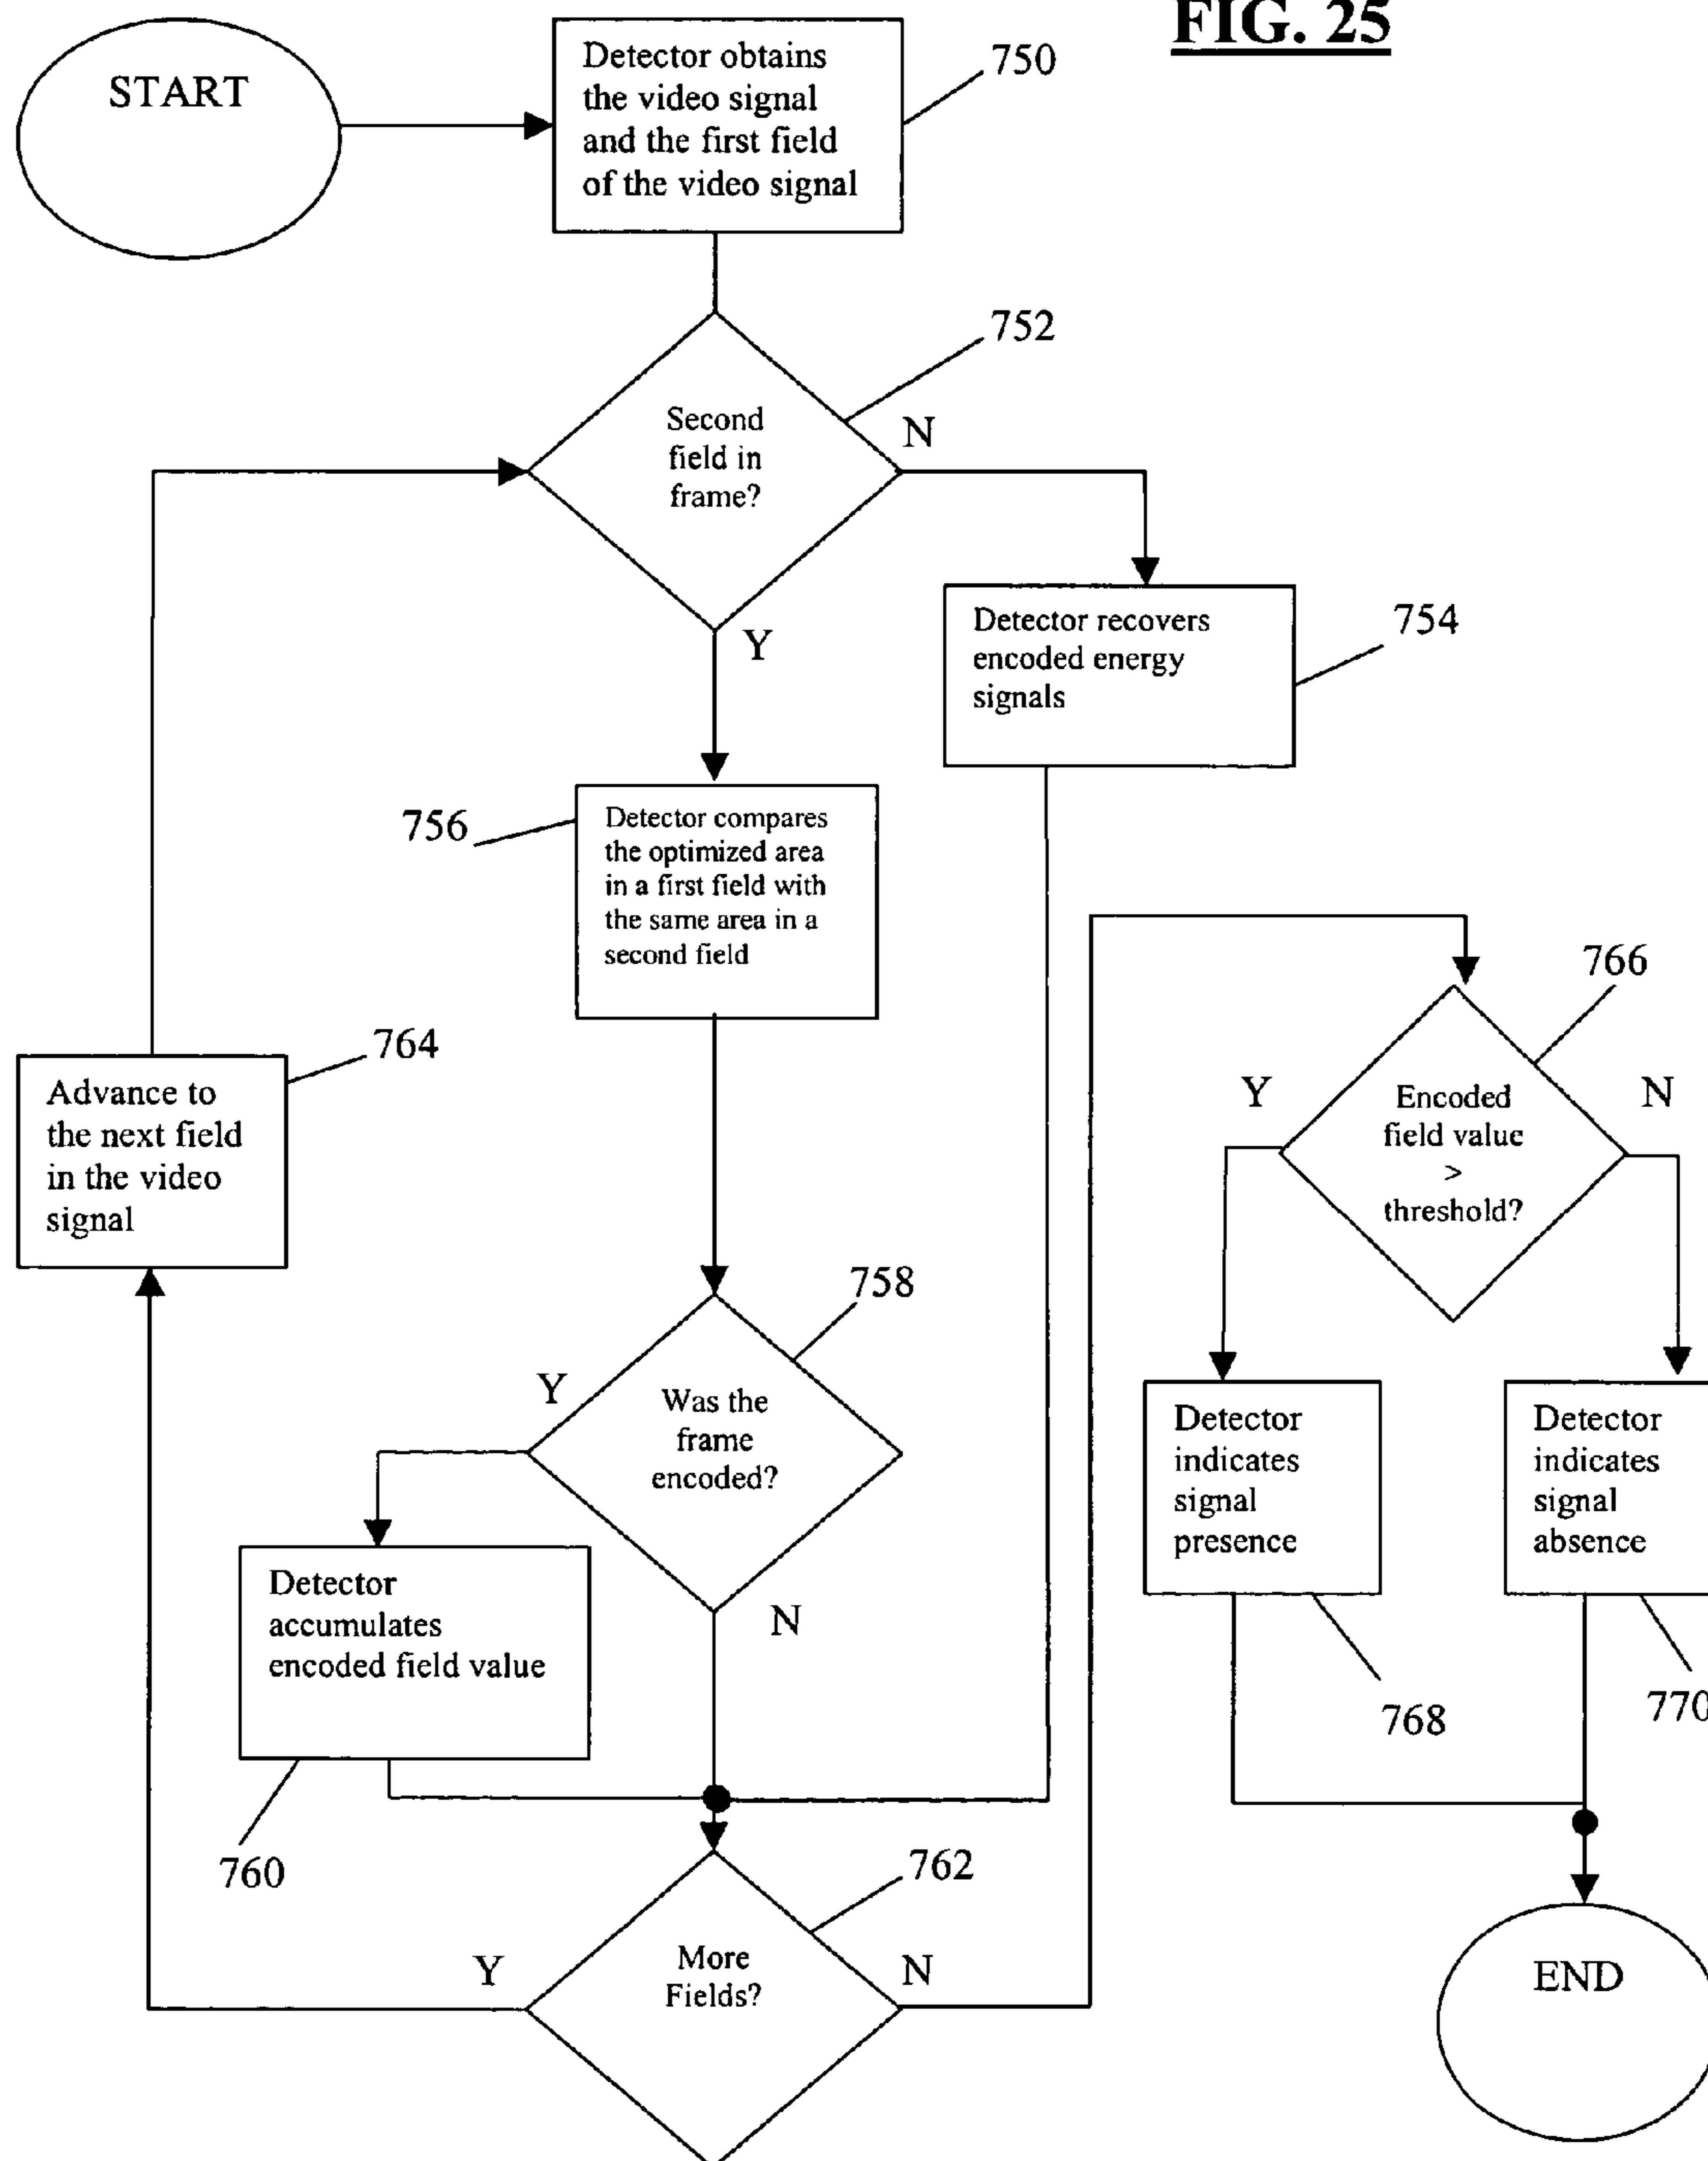 FIG. 25
START
Detector obtains
the video signal
and the first field
of the video signal
750
752
Second
field in
frame?
N
Y
Detector recovers
encoded energy
signals
754
756
Detector compares
the optimized area
in a first field with
the same area in a
second field
764
Advance to
the next field
in the video
signal
766
Y
Encoded
field value
>
threshold?
N
758
Y
Was the
frame
encoded?
N
Detector
accumulates
encoded field value
760
Detector
indicates
signal
presence
768
Detector
indicates
signal
absence
770
762
Y
More
Fields?
N
END